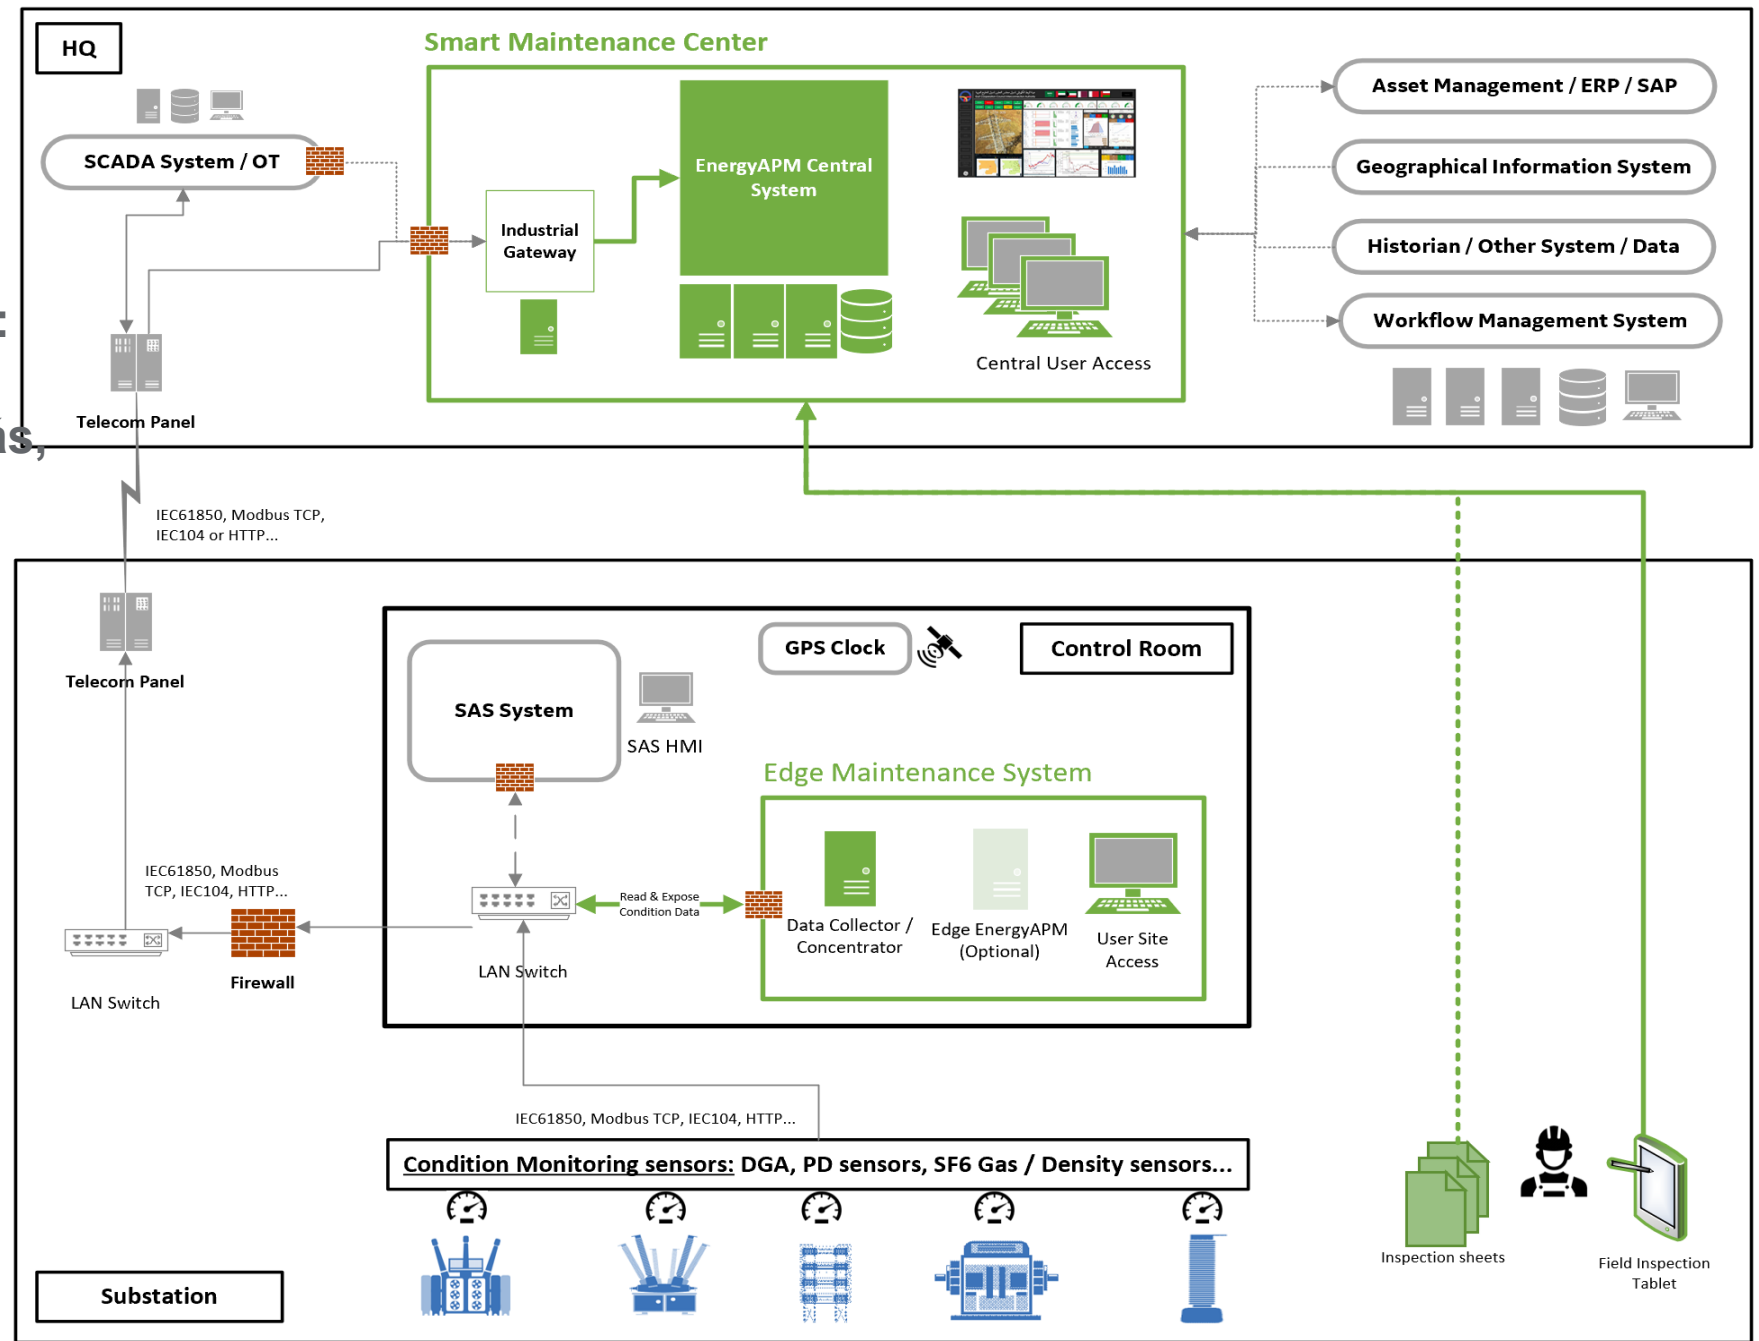 HQ
Smart Maintenance Center
SCADA System / OT
EnergyAPM Central
System
Industrial
Gateway
Central User Access
Asset Management / ERP / SAP
Geographical Information System
Historian / Other System / Data
Workflow Management System
Telecom Panel
IEC61850, Modbus TCP,
IEC104 or HTTP...
Telecom Panel
GPS Clock
Control Room
SAS System
SAS HMI
Edge Maintenance System
IEC61850, Modbus
TCP, IEC104, HTTP...
Read & Expose
Condition Data
Data Collector /
Concentrator
Edge EnergyAPM
(Optional)
User Site
Access
LAN Switch
Firewall
LAN Switch
IEC61850, Modbus TCP, IEC104, HTTP...
Condition Monitoring sensors: DGA, PD sensors, SF6 Gas / Density sensors...
Inspection sheets
Field Inspection
Tablet
Substation